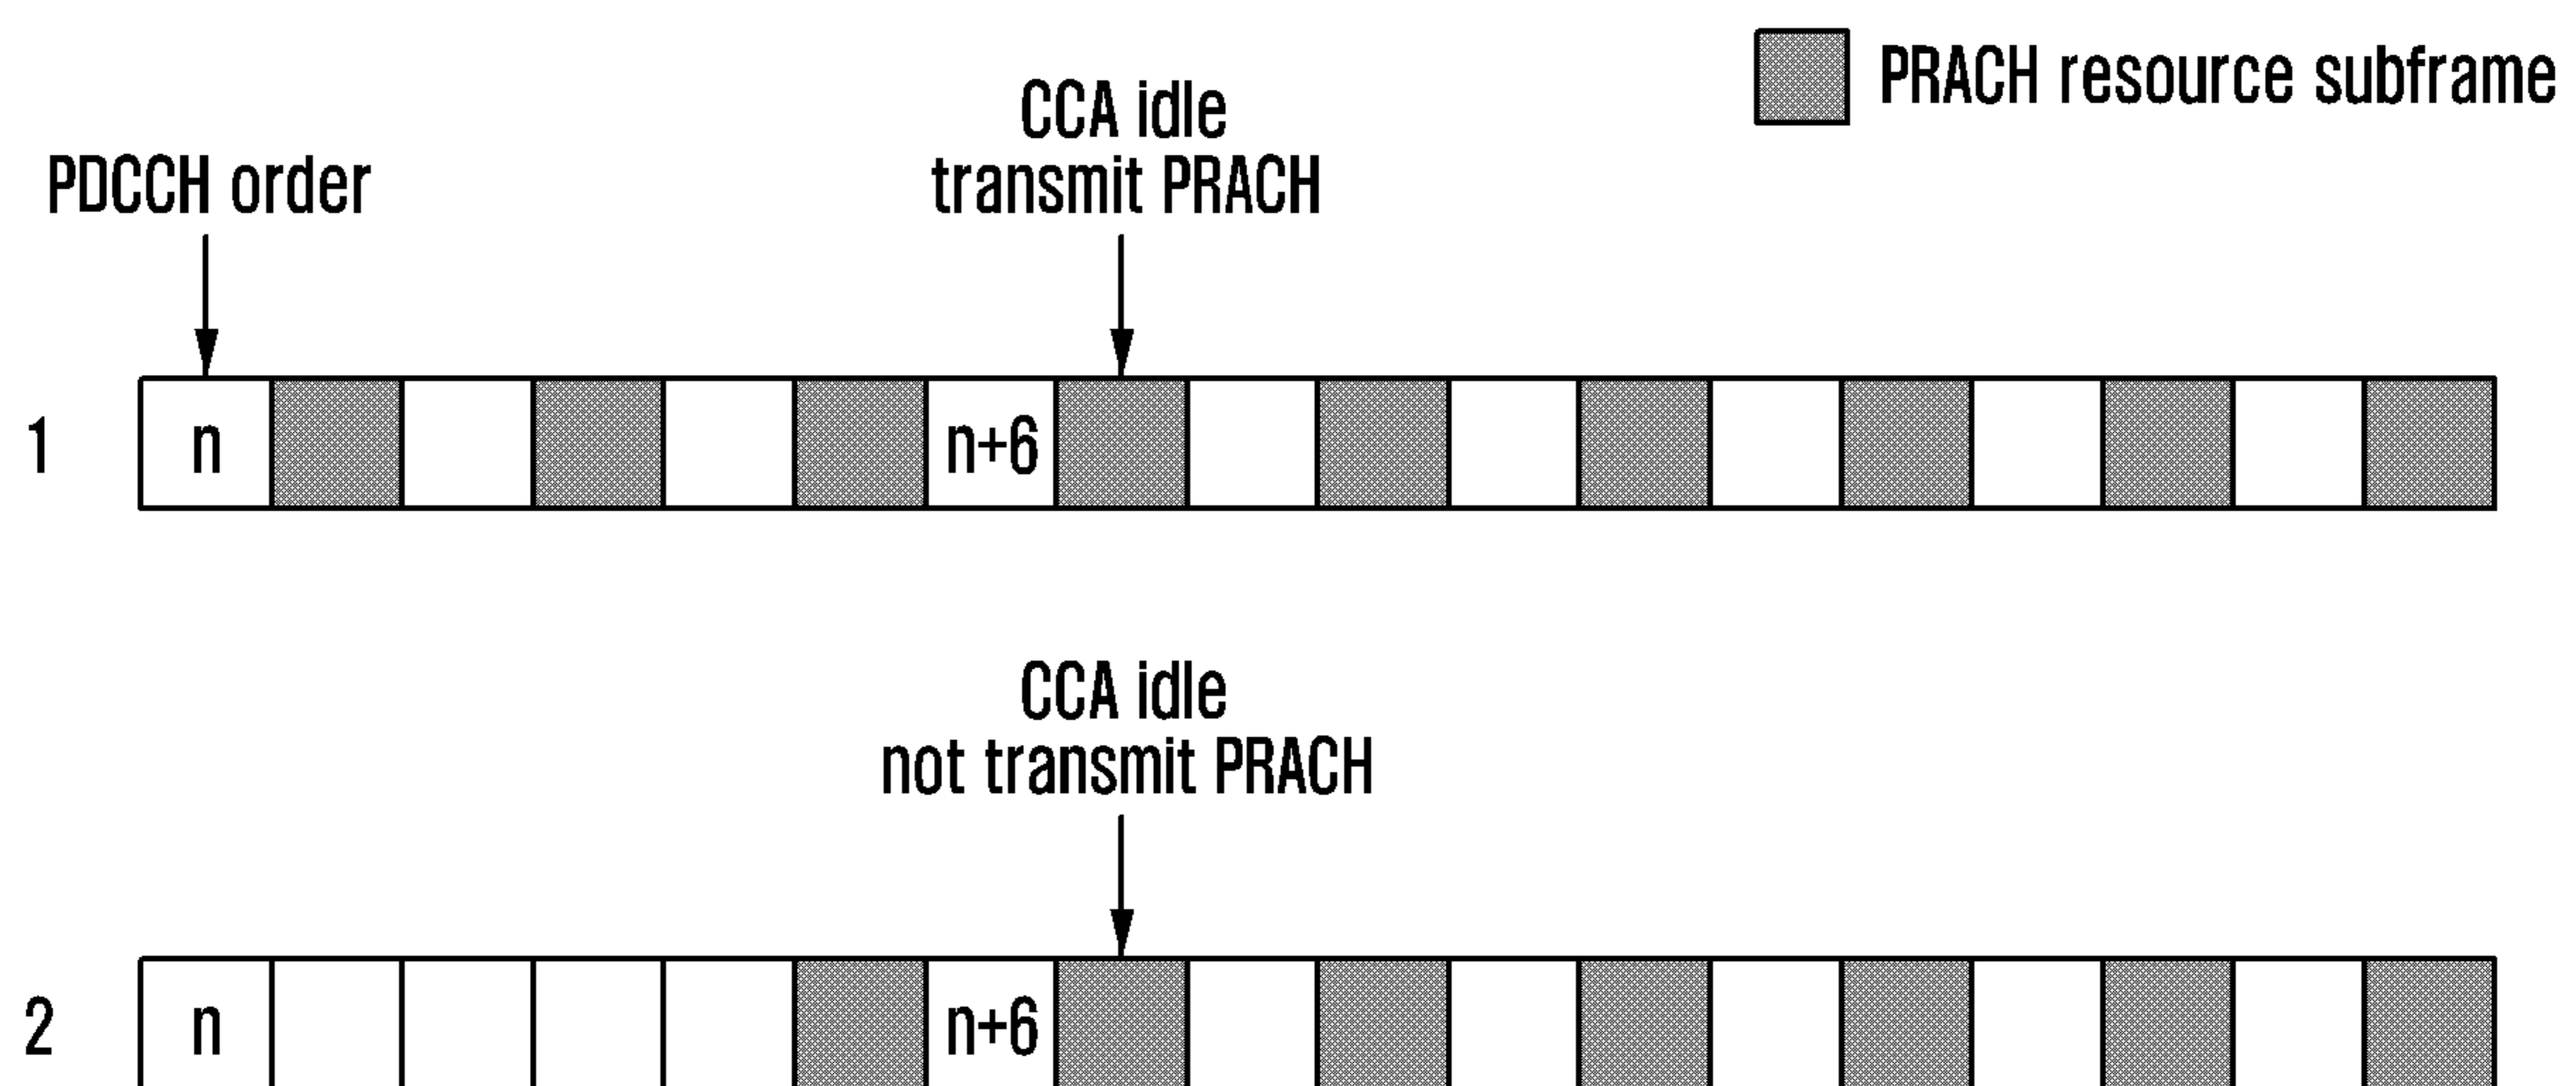 PRACH resource subframe
CCA idle
transmit PRACH
PDCCH order
1
n
n+6
CCA idle
not transmit PRACH
2
n
n+6